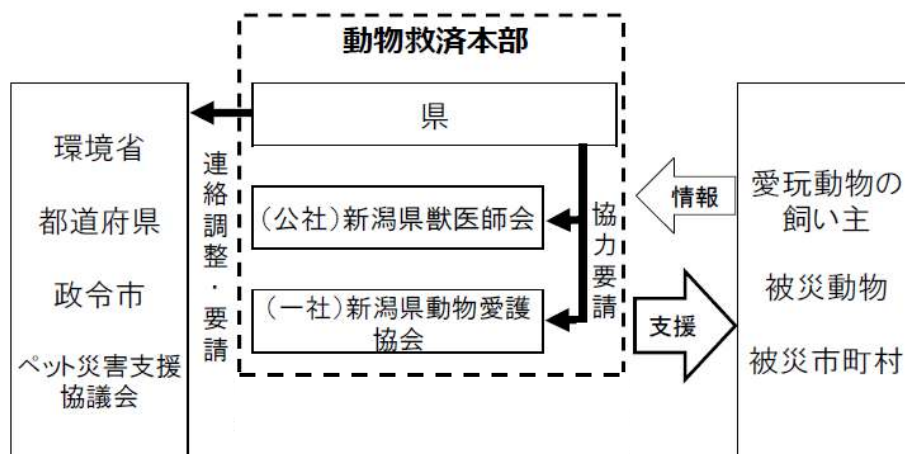 動物救済本部
環境省
都道府県
政令市
ペット災害支援
協議会
連絡調整・要請
県
(公社)新潟県獣医師会
(一社)新潟県動物愛護
協会
協力要請
情報
支援
愛玩動物の
飼い主
被災動物
被災市町村